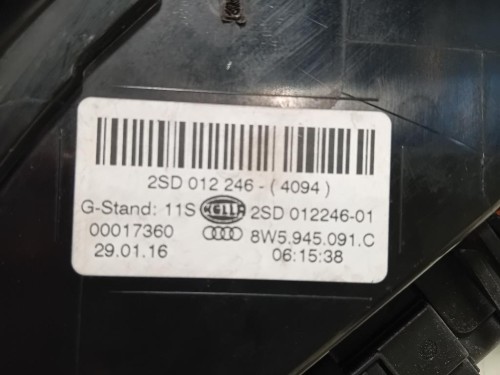 2SD 012 246 - ( 4094 )
G-Stand: 11S HELLA 2SD 012246-01
00017360 8W5.945.091.C
29.01.16 06:15:38